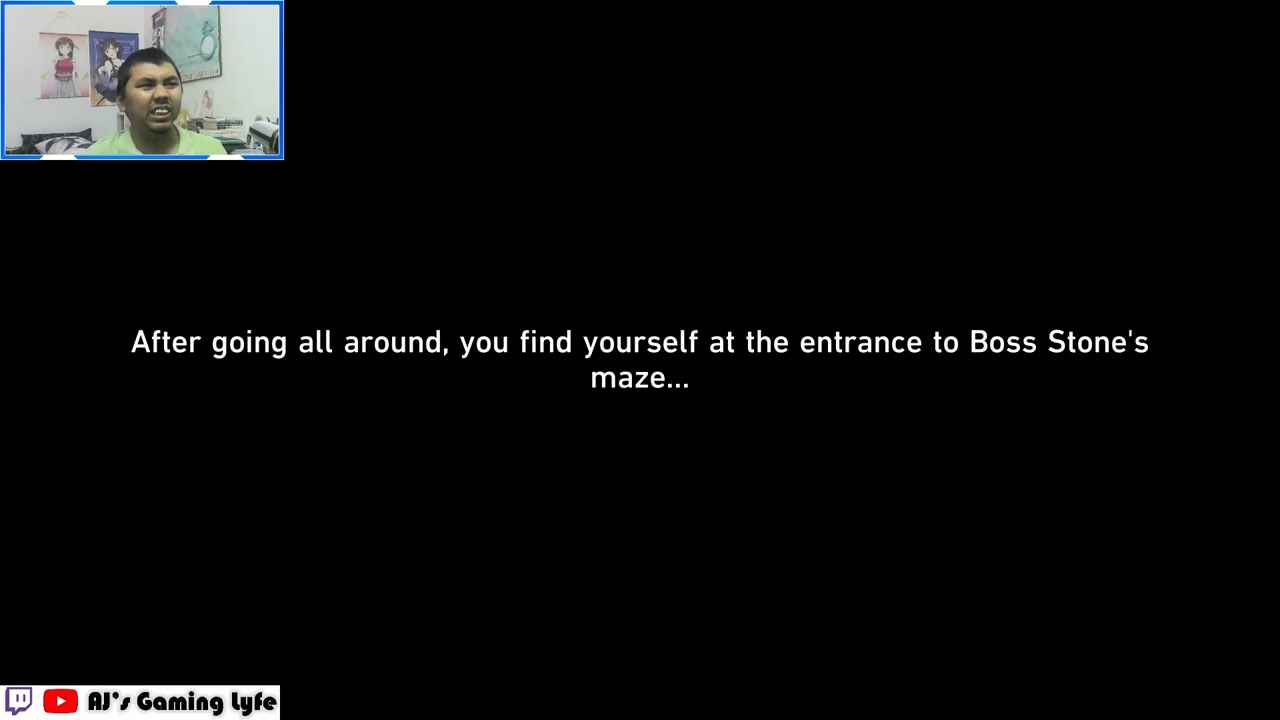 After going all around, you find yourself at the entrance to Boss Stone's
maze...
AJ's Gaming Lyfe